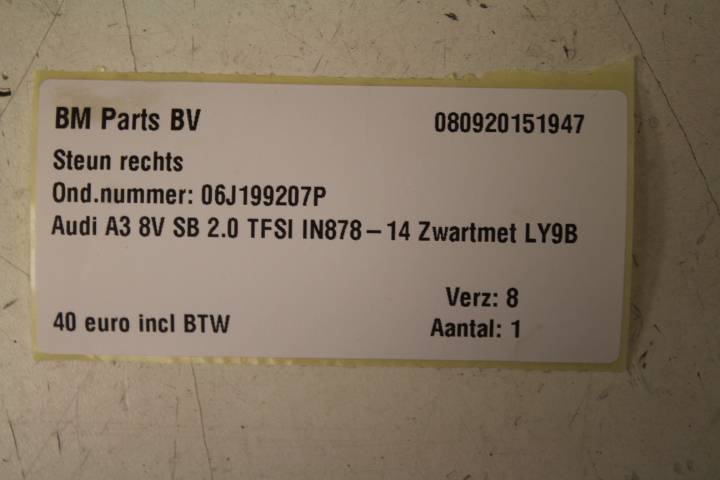 BM Parts BV 080920151947
Steun rechts
Ond.nummer: 06J199207P
Audi A3 8V SB 2.0 TFSI IN878-14 Zwartmet LY9B
Verz: 8
40 euro incl BTW Aantal: 1